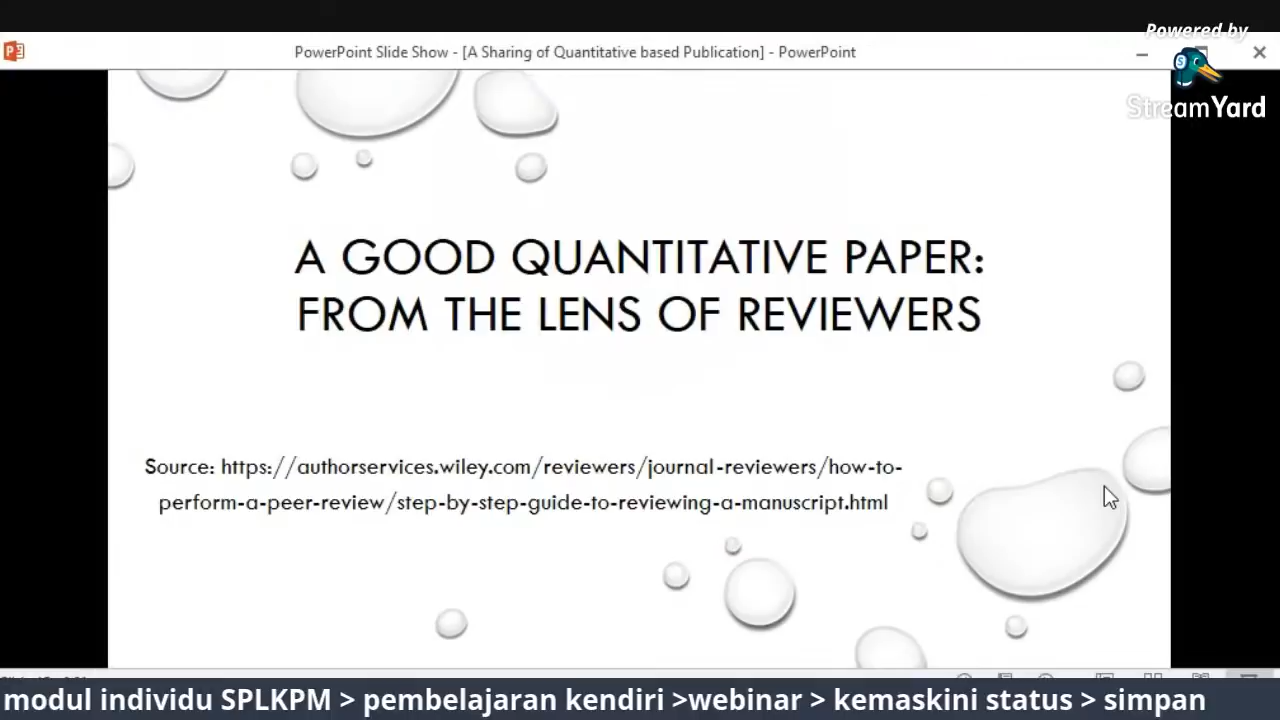 Powered by
PowerPoint Slide Show - [A Sharing of Quantitative based Publication] - PowerPoint
StreamYard
A GOOD QUANTITATIVE PAPER:
FROM THE LENS OF REVIEWERS
Source: https://authorservices.wiley.com/reviewers/journal-reviewers/how-to-
perform-a-peer-review/step-by-step-guide-to-reviewing-a-manuscript.html
modul individu SPLKPM > pembelajaran kendiri >webinar > kemaskini status > simpan